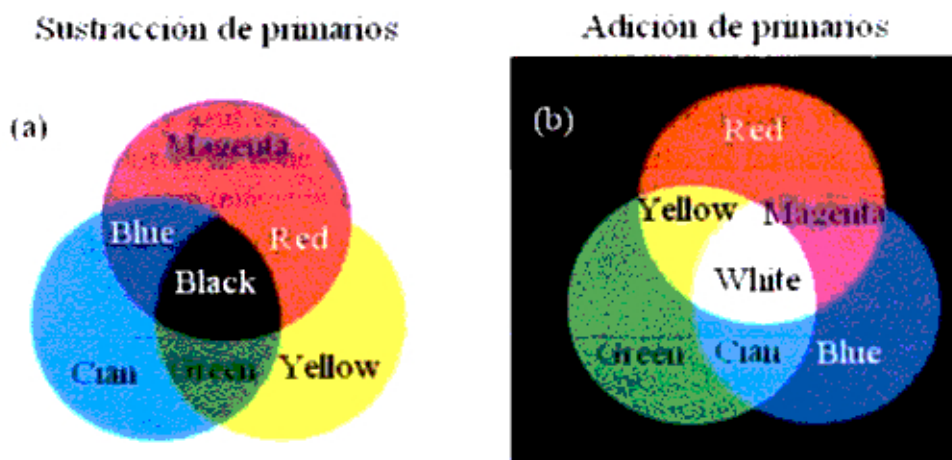 Sustracción de primarios
(a)
Magenta
Blue
Red
Black
Cian
Green
Yellow
Adición de primarios
(b)
Red
Yellow
Magenta
White
Green
Cian
Blue